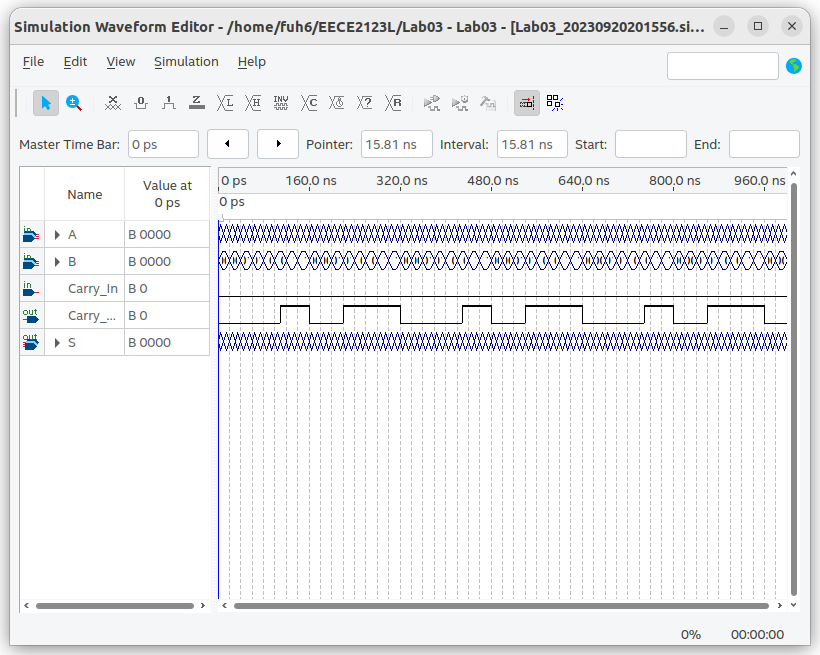 Simulation Waveform Editor - /home/fuh6/EECE2123L/Lab03 - Lab03 - [Lab03_20230920201556.si...
File Edit View Simulation Help
0 1 Z L H INV C ? R
Master Time Bar: 0 ps Pointer: 15.81 ns Interval: 15.81 ns Start: End:
Name Value at 0 ps
0 ps 160.0 ns 320.0 ns 480.0 ns 640.0 ns 800.0 ns 960.0 ns
0 ps
in A B 0000
in B B 0000
in Carry_In B 0
out Carry_... B 0
out S B 0000
0% 00:00:00